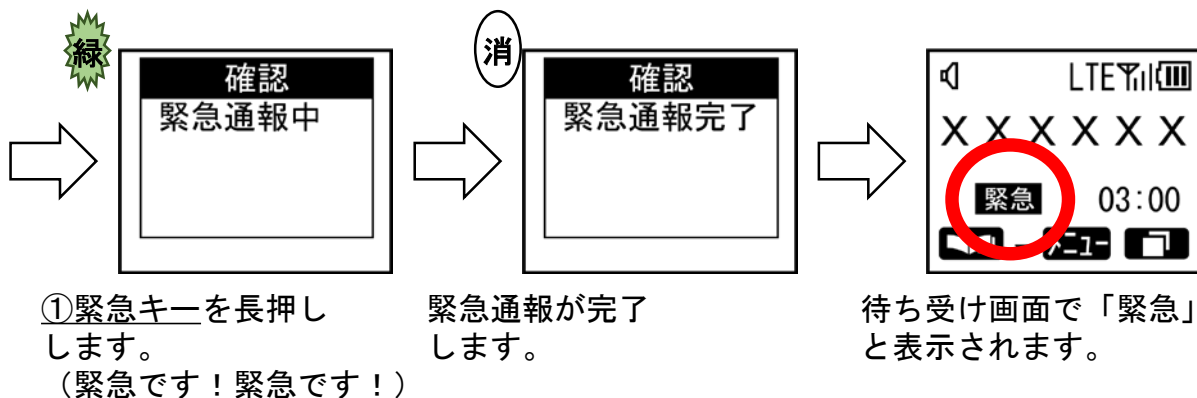 緑
確認
緊急通報中
消
確認
緊急通報完了
LTE
XXXXXX
緊急 03:00
メニュー
①緊急キーを長押し
します。
（緊急です！緊急です！）
緊急通報が完了
します。
待ち受け画面で「緊急」
と表示されます。